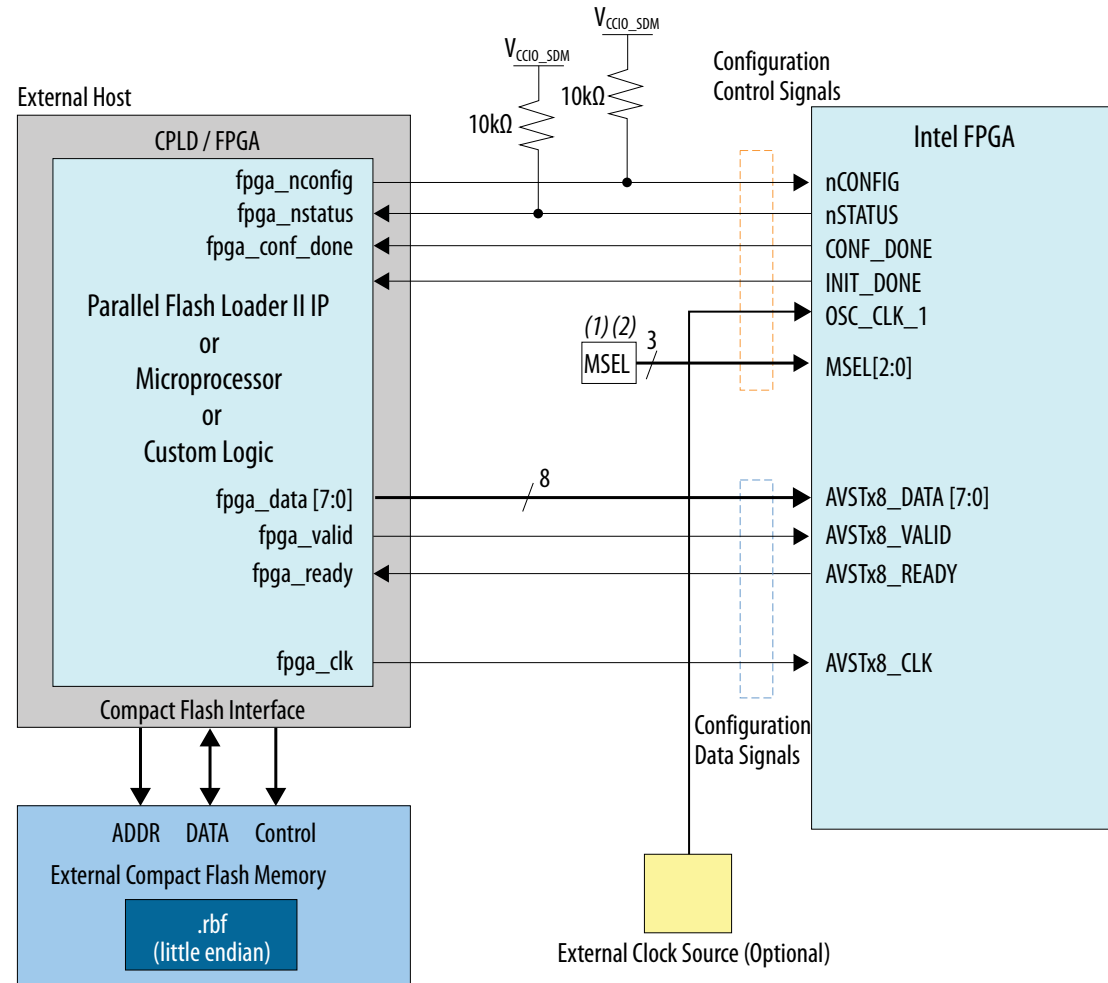 V_CCIO_SDM
V_CCIO_SDM
10kΩ
10kΩ
Configuration
Control Signals
External Host
CPLD / FPGA
Intel FPGA
fpga_nconfig
fpga_nstatus
fpga_conf_done
Parallel Flash Loader II IP
or
Microprocessor
or
Custom Logic
fpga_data [7:0]
fpga_valid
fpga_ready
fpga_clk
Compact Flash Interface
nCONFIG
nSTATUS
CONF_DONE
INIT_DONE
OSC_CLK_1
MSEL[2:0]
(1) (2)
MSEL
3
8
AVSTx8_DATA [7:0]
AVSTx8_VALID
AVSTx8_READY
AVSTx8_CLK
Configuration
Data Signals
ADDR DATA Control
External Compact Flash Memory
.rbf
(little endian)
External Clock Source (Optional)